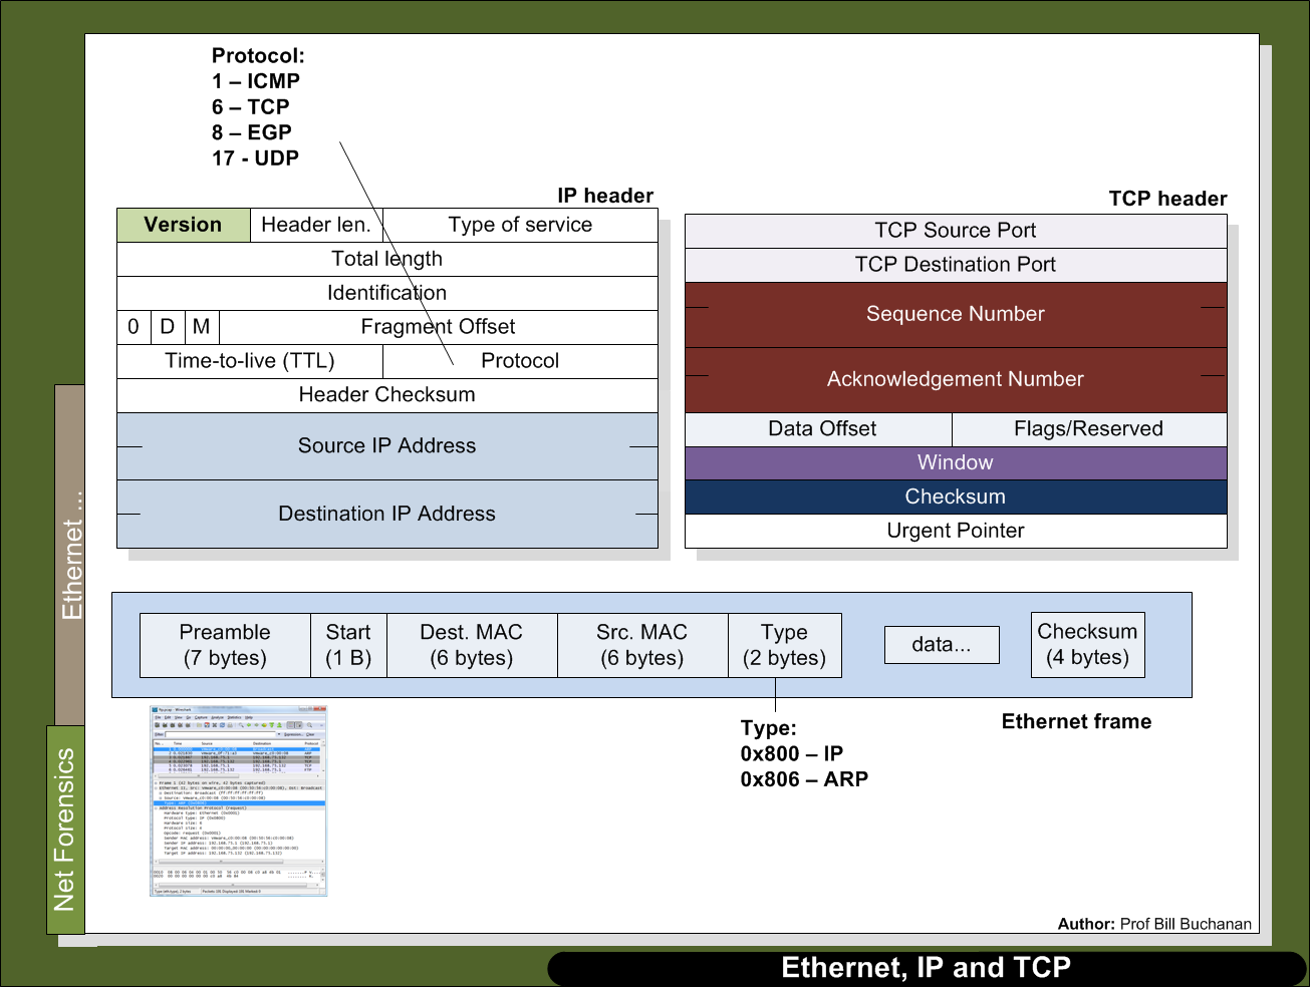 Protocol:
1 – ICMP
6 – TCP
8 – EGP
17 - UDP
IP header
Version
Header len.
Type of service
Total length
Identification
0
D
M
Fragment Offset
Time-to-live (TTL)
Protocol
Header Checksum
Source IP Address
Destination IP Address
TCP header
TCP Source Port
TCP Destination Port
Sequence Number
Acknowledgement Number
Data Offset
Flags/Reserved
Window
Checksum
Urgent Pointer
Preamble
(7 bytes)
Start
(1 B)
Dest. MAC
(6 bytes)
Src. MAC
(6 bytes)
Type
(2 bytes)
data...
Checksum
(4 bytes)
Type:
0x800 – IP
0x806 – ARP
Ethernet frame
Ethernet ...
Net Forensics
Author: Prof Bill Buchanan
Ethernet, IP and TCP